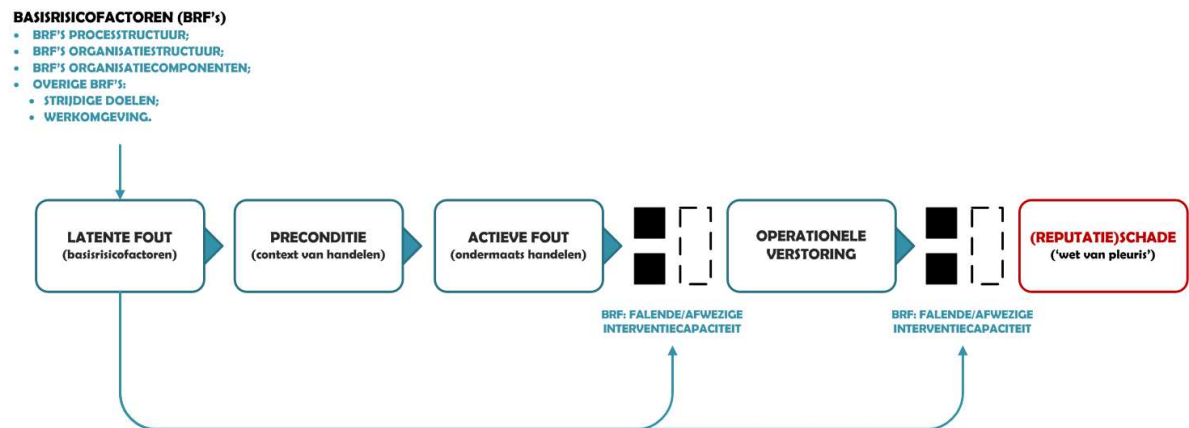 BASISRISICOFACTOREN (BRF's)
• BRF'S PROCESSTRUCTUUR;
• BRF'S ORGANISATIESTRUCTUUR;
• BRF'S ORGANISATIECOMPONENTEN;
• OVERIGE BRF'S:
• STRIJDIGE DOELEN;
• WERKOMGEVING.
LATENTE FOUT
(basisrisicofactoren)
PRECONDITIE
(context van handelen)
ACTIEVE FOUT
(ondermaats handelen)
OPERATIONELE
VERSTORING
(REPUTATIE)SCHADE
('wet van pleuris')
BRF: FALENDE/AFWEZIGE
INTERVENTIECAPACITEIT
BRF: FALENDE/AFWEZIGE
INTERVENTIECAPACITEIT